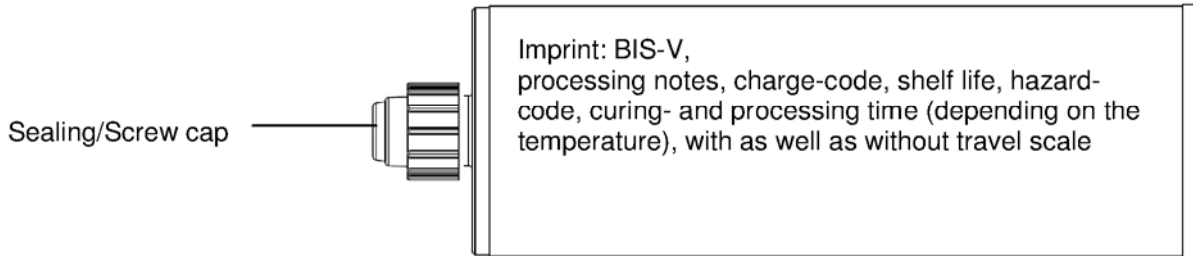 Imprint: BIS-V,
processing notes, charge-code, shelf life, hazard-
code, curing- and processing time (depending on the
temperature), with as well as without travel scale
Sealing/Screw cap